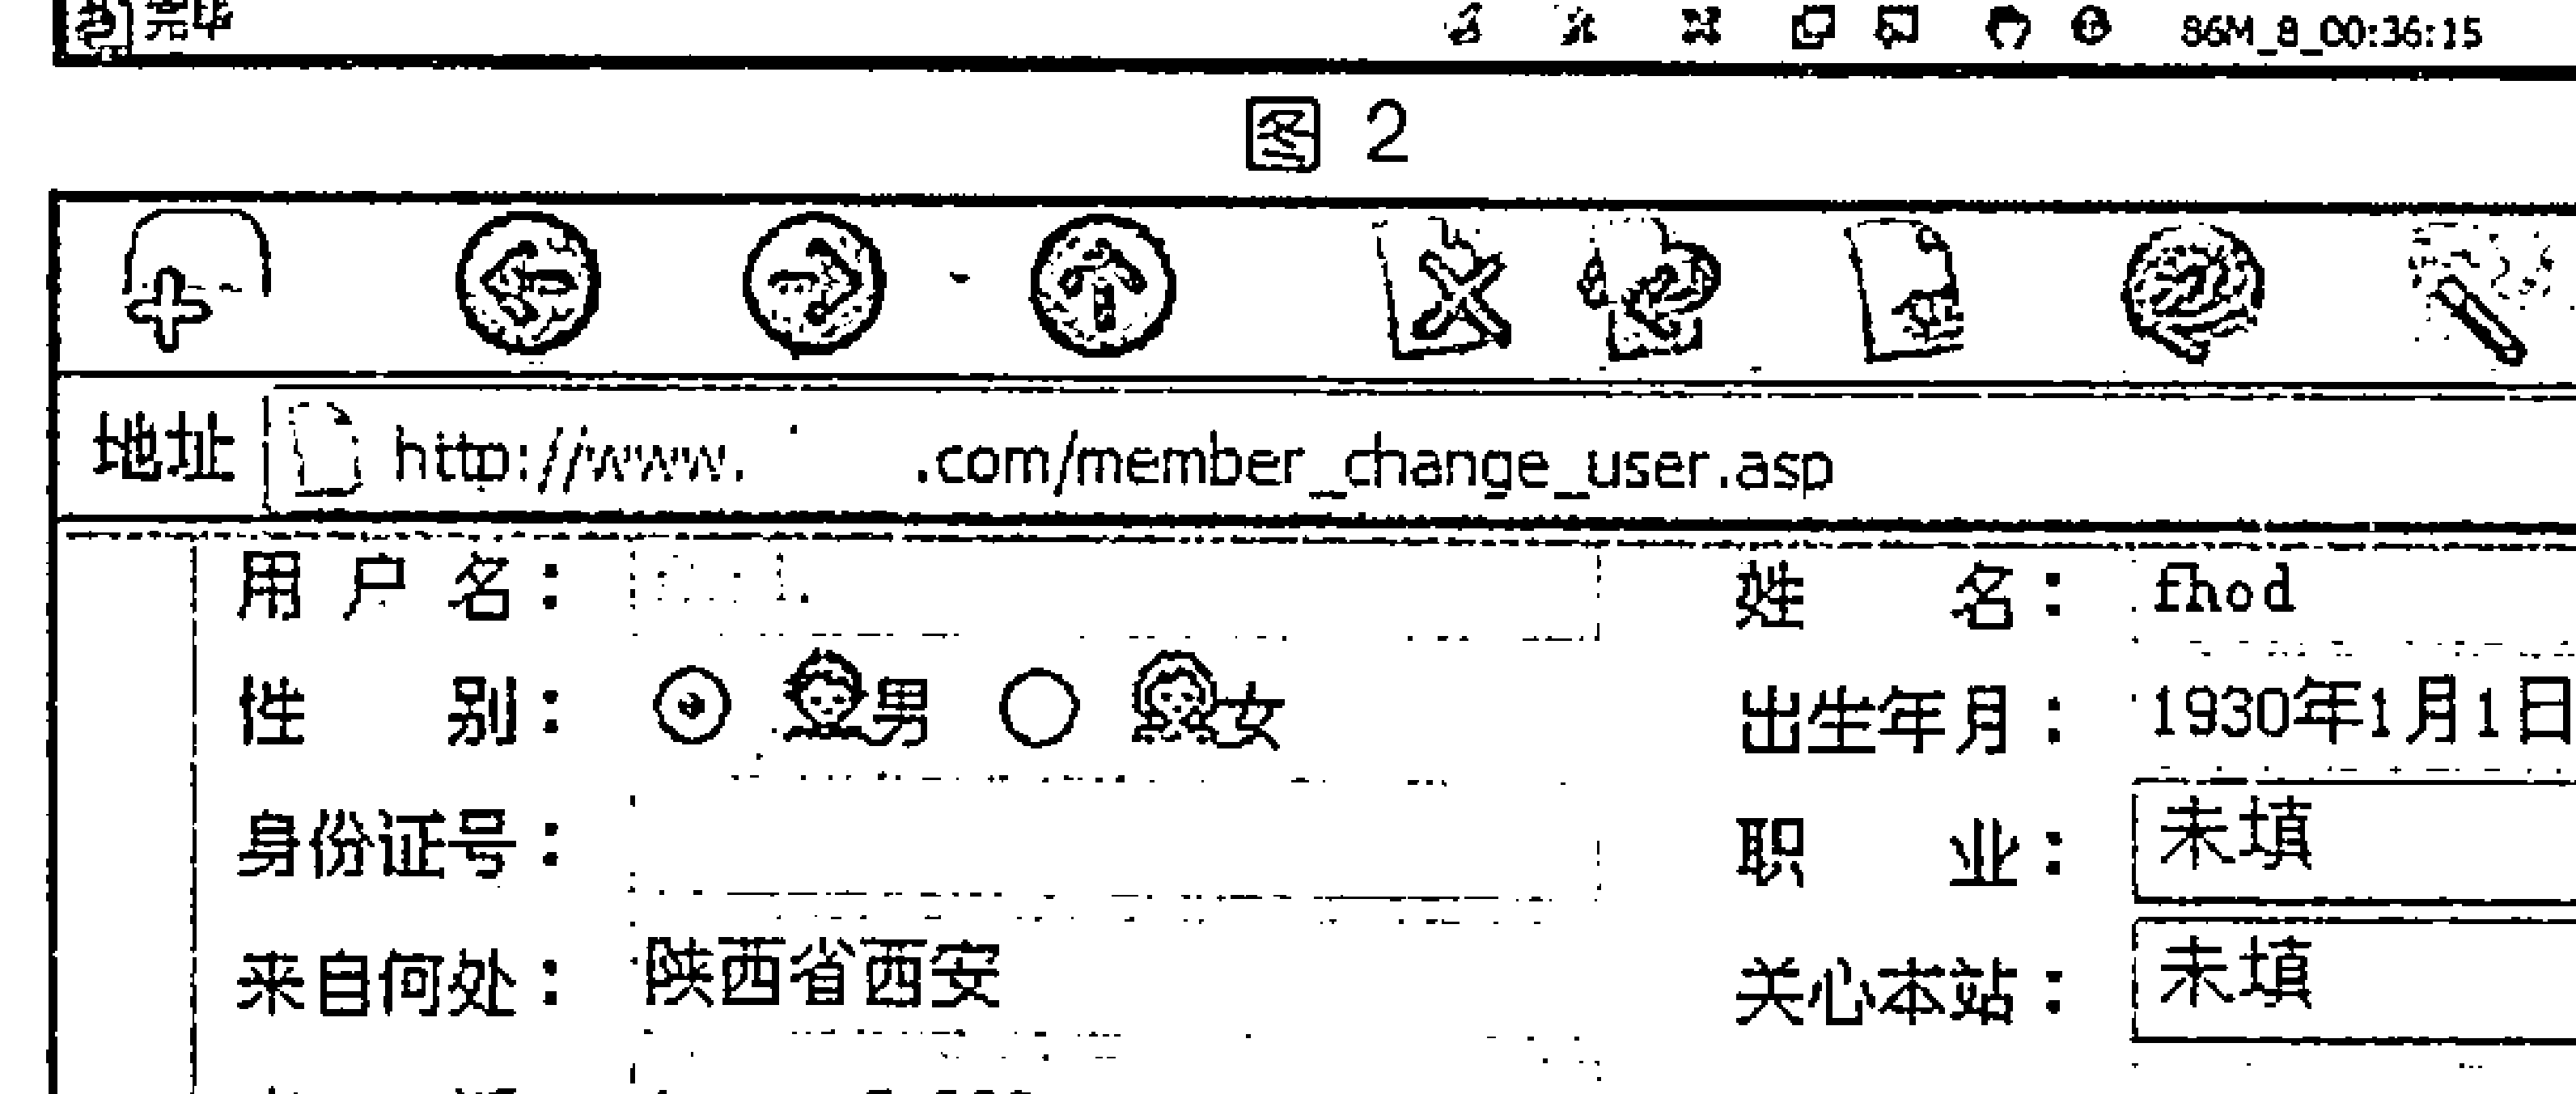 完毕 86M_8_00:36:15
图 2
地址 http://www. .com/member_change_user.asp
用户名： 姓名：fhod
性别： 男 女 出生年月：1930年1月1日
身份证号： 职业：未填
来自何处：陕西省西安 关心本站：未填